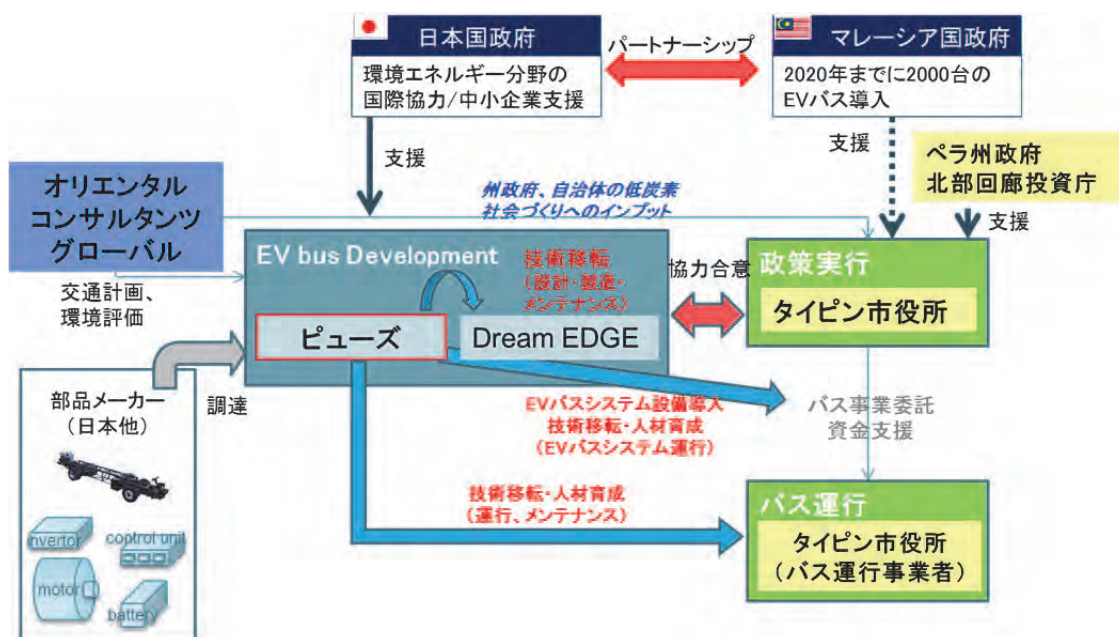 日本国政府
環境エネルギー分野の
国際協力/中小企業支援
パートナーシップ
マレーシア国政府
2020年までに2000台の
EVバス導入
支援
支援
ペラ州政府
北部回廊投資庁
支援
オリエンタル
コンサルタンツ
グローバル
州政府、自治体の低炭素
社会づくりへのインプット
交通計画、
環境評価
EV bus Development
技術移転
(設計・製造・
メンテナンス)
ピューズ
Dream EDGE
協力合意
政策実行
タイピン市役所
部品メーカー
(日本他)
調達
invertor
control unit
motor
battery
EVバスシステム設備導入
技術移転・人材育成
(EVバスシステム運行)
バス事業委託
資金支援
技術移転・人材育成
(運行、メンテナンス)
バス運行
タイピン市役所
(バス運行事業者)